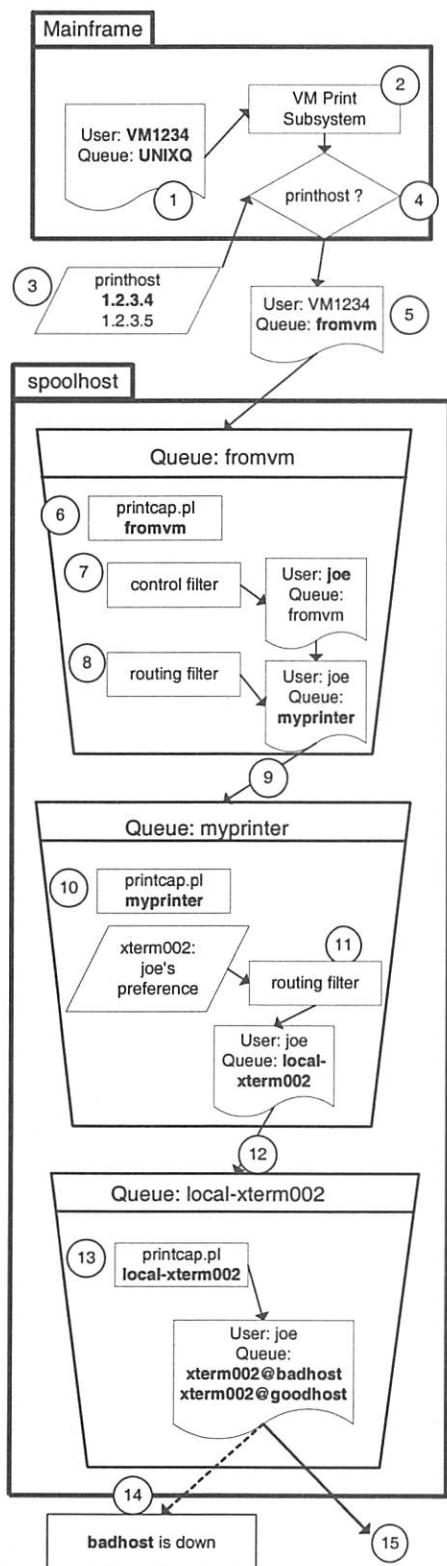 Mainframe
2
VM Print
Subsystem
User: VM1234
Queue: UNIXQ
1
printhost ?
4
3
printhost
1.2.3.4
1.2.3.5
User: VM1234
Queue: fromvm
5
spoolhost
Queue: fromvm
6
printcap.pl
fromvm
7
control filter
User: joe
Queue:
fromvm
8
routing filter
User: joe
Queue:
myprinter
9
Queue: myprinter
10
printcap.pl
myprinter
xterm002:
joe's
preference
11
routing filter
User: joe
Queue: local-
xterm002
12
Queue: local-xterm002
13
printcap.pl
local-xterm002
User: joe
Queue:
xterm002@badhost
xterm002@goodhost
14
badhost is down
15